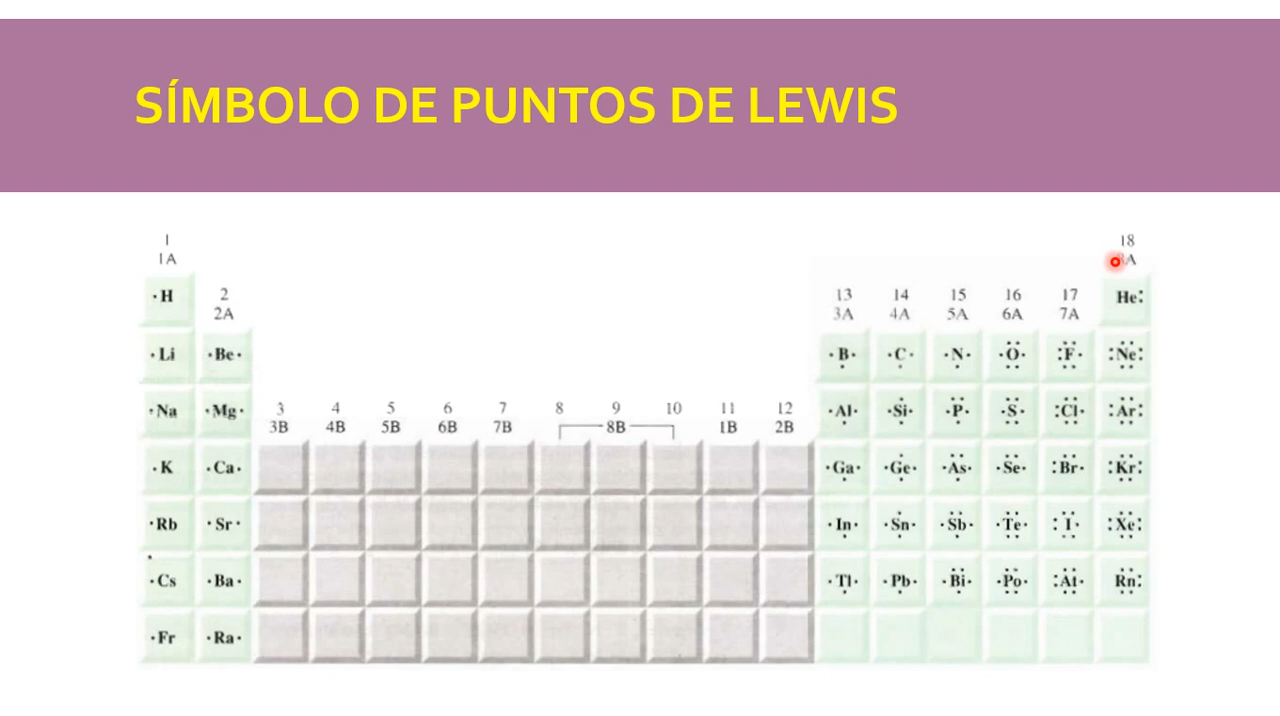 SÍMBOLO DE PUNTOS DE LEWIS
1 18
1A A
·H 2 13 14 15 16 17 He:
2A 3A 4A 5A 6A 7A
·Li ·Be· ·B· ·C· ·N· ·O· :F· :Ne:
·Na ·Mg· 3 4 5 6 7 8 9 10 11 12 ·Al· ·Si· ·P· ·S· :Cl· :Ar:
3B 4B 5B 6B 7B 8B 1B 2B
·K ·Ca· ·Ga· ·Ge· ·As· ·Se· :Br· :Kr:
·Rb ·Sr· ·In· ·Sn· ·Sb· ·Te· :I· :Xe:
·Cs ·Ba· ·Tl· ·Pb· ·Bi· ·Po· :At· Rn:
·Fr ·Ra·